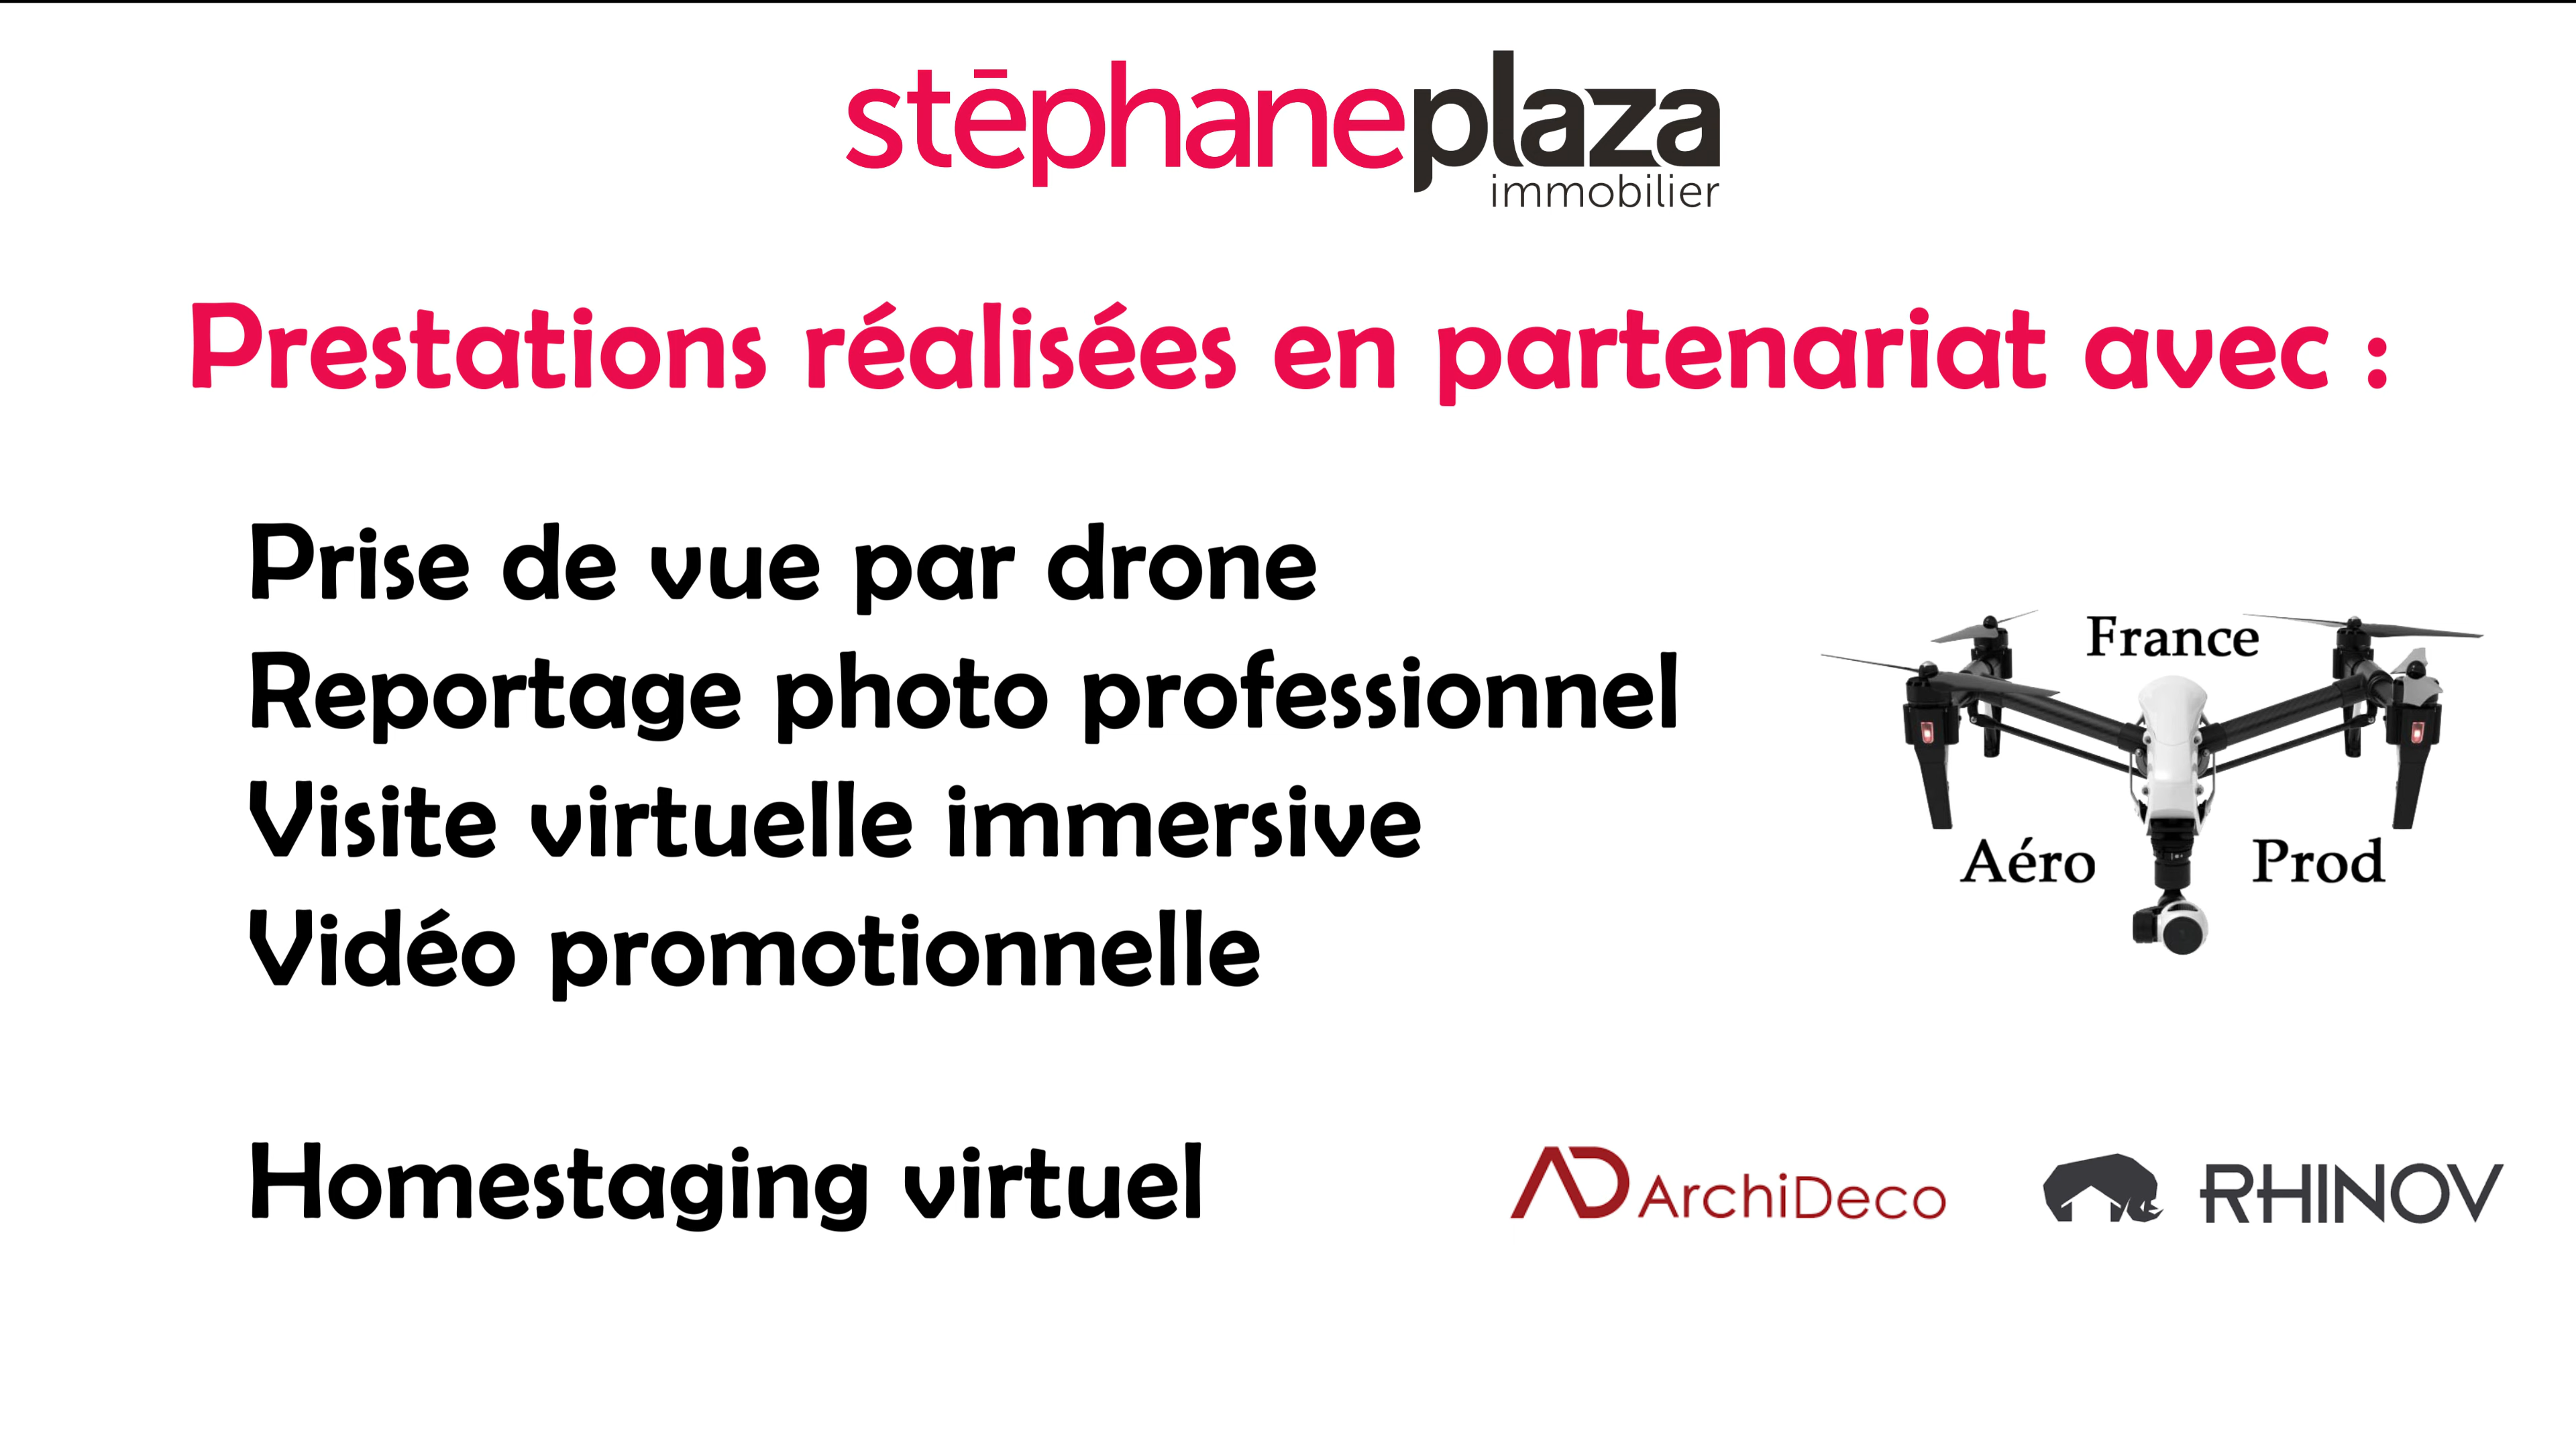 stēphaneplaza
immobilier
Prestations réalisées en partenariat avec :
Prise de vue par drone
Reportage photo professionnel
Visite virtuelle immersive
Vidéo promotionnelle
France
Aéro Prod
Homestaging virtuel
AD ArchiDeco
RHINOV